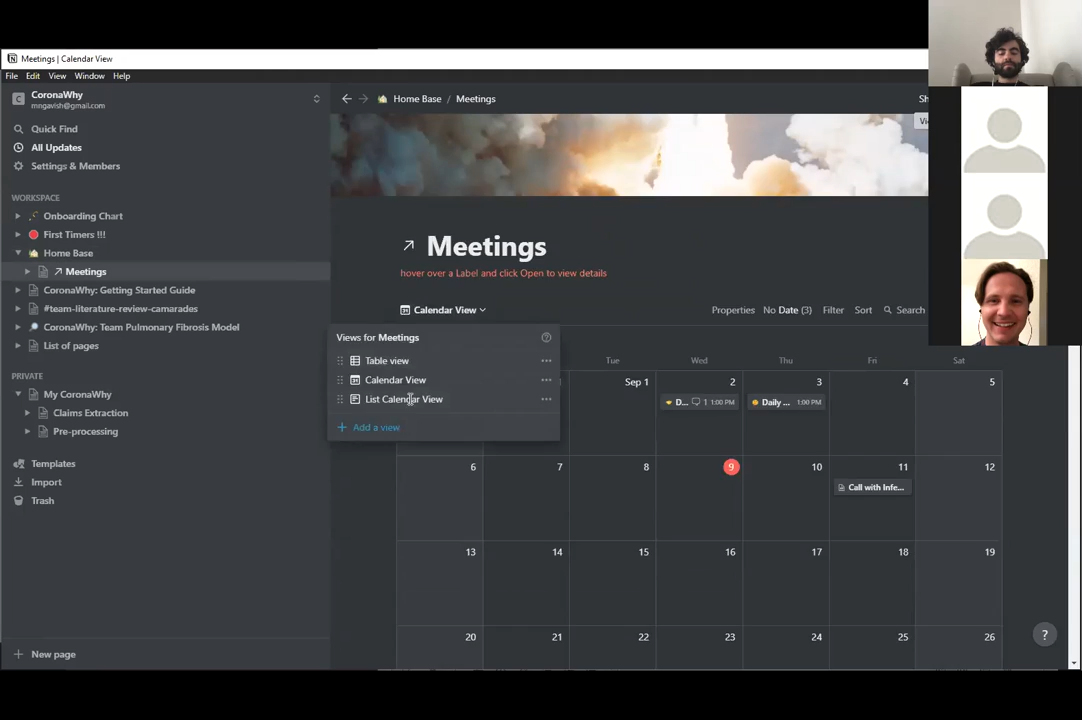 Meetings | Calendar View
File Edit View Window Help
C CoronaWhy
mngavish@gmail.com
Quick Find
All Updates
Settings & Members
WORKSPACE
Onboarding Chart
First Timers !!!
Home Base
Meetings
CoronaWhy: Getting Started Guide
#team-literature-review-camarades
CoronaWhy: Team Pulmonary Fibrosis Model
List of pages
PRIVATE
My CoronaWhy
Claims Extraction
Pre-processing
Templates
Import
Trash
New page
Home Base / Meetings
Sh
Vi
Meetings
hover over a Label and click Open to view details
Calendar View Properties No Date (3) Filter Sort Search
Views for Meetings
Table view
Calendar View
List Calendar View
Add a view
Tue Wed Thu Fri Sat
Sep 1 2 3 4 5
D... 1 1:00 PM Daily ... 1:00 PM
6 7 8 9 10 11 12
Call with Infe...
13 14 15 16 17 18 19
20 21 22 23 24 25 26
?